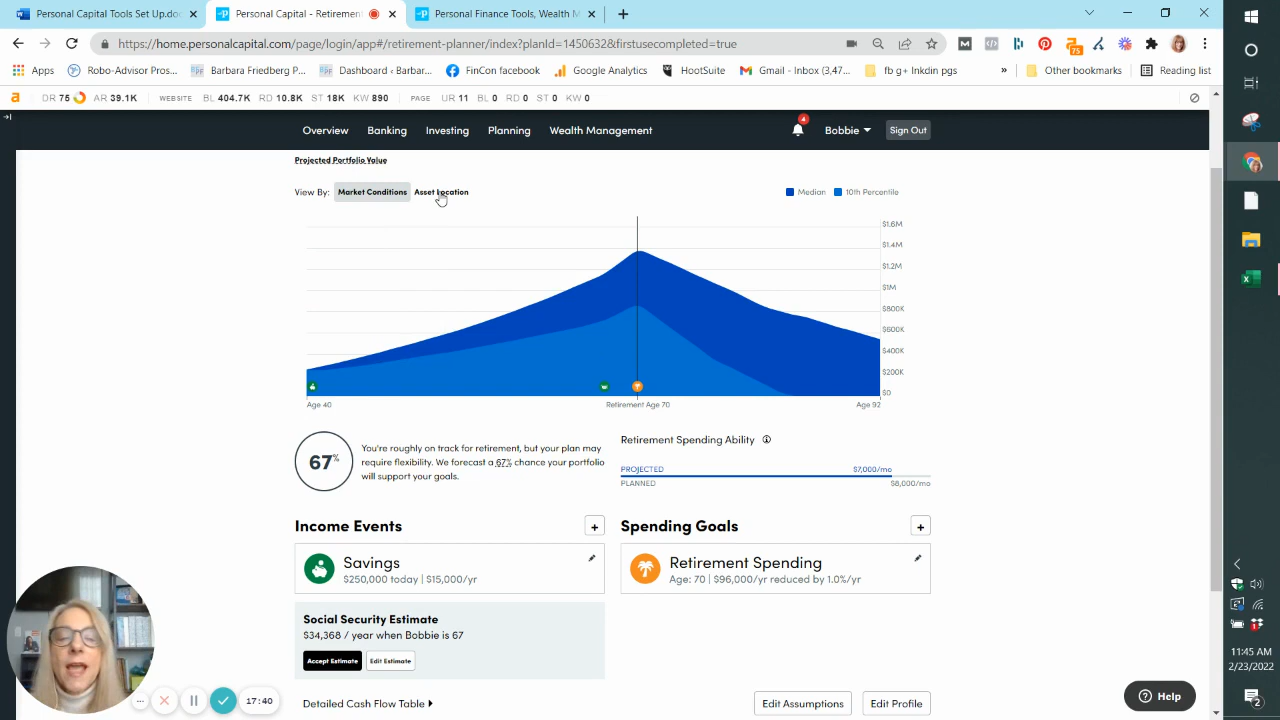 Personal Capital Tools Set Up.doc
Personal Capital - Retirement
Personal Finance Tools, Wealth M
https://home.personalcapital.com/page/login/
#/retirement-planner/index?planId=1450632&firstusecompleted=true
75
Apps
Robo-Advisor Pros...
Barbara Friedberg P...
Dashboard - Barbar...
FinCon facebook
Google Analytics
HootSuite
Gmail - Inbox (3,47...
fb g+ lnkdin pgs
»
Other bookmarks
Reading list
DR 75 AR 39.1K WEBSITE BL 404.7K RD 10.8K ST 18K KW 890 PAGE UR 11 BL 0 RD 0 ST 0 KW 0
Overview Banking Investing Planning Wealth Management
4
Bobbie
Sign Out
Projected Portfolio Value
View By: Market Conditions Asset Location
Median 10th Percentile
$1.6M
$1.4M
$1.2M
$1M
$800K
$600K
$400K
$200K
$0
Age 40 Retirement Age 70 Age 92
67%
You're roughly on track for retirement, but your plan may
require flexibility. We forecast a 67% chance your portfolio
will support your goals.
Retirement Spending Ability
PROJECTED $7,000/mo
PLANNED $8,000/mo
Income Events
+
Spending Goals
+
Savings
$250,000 today | $15,000/yr
Retirement Spending
Age: 70 | $96,000/yr reduced by 1.0%/yr
Social Security Estimate
$34,368 / year when Bobbie is 67
Accept Estimate
Edit Estimate
Detailed Cash Flow Table
Edit Assumptions
Edit Profile
Help
17:40
11:45 AM
2/23/2022
2